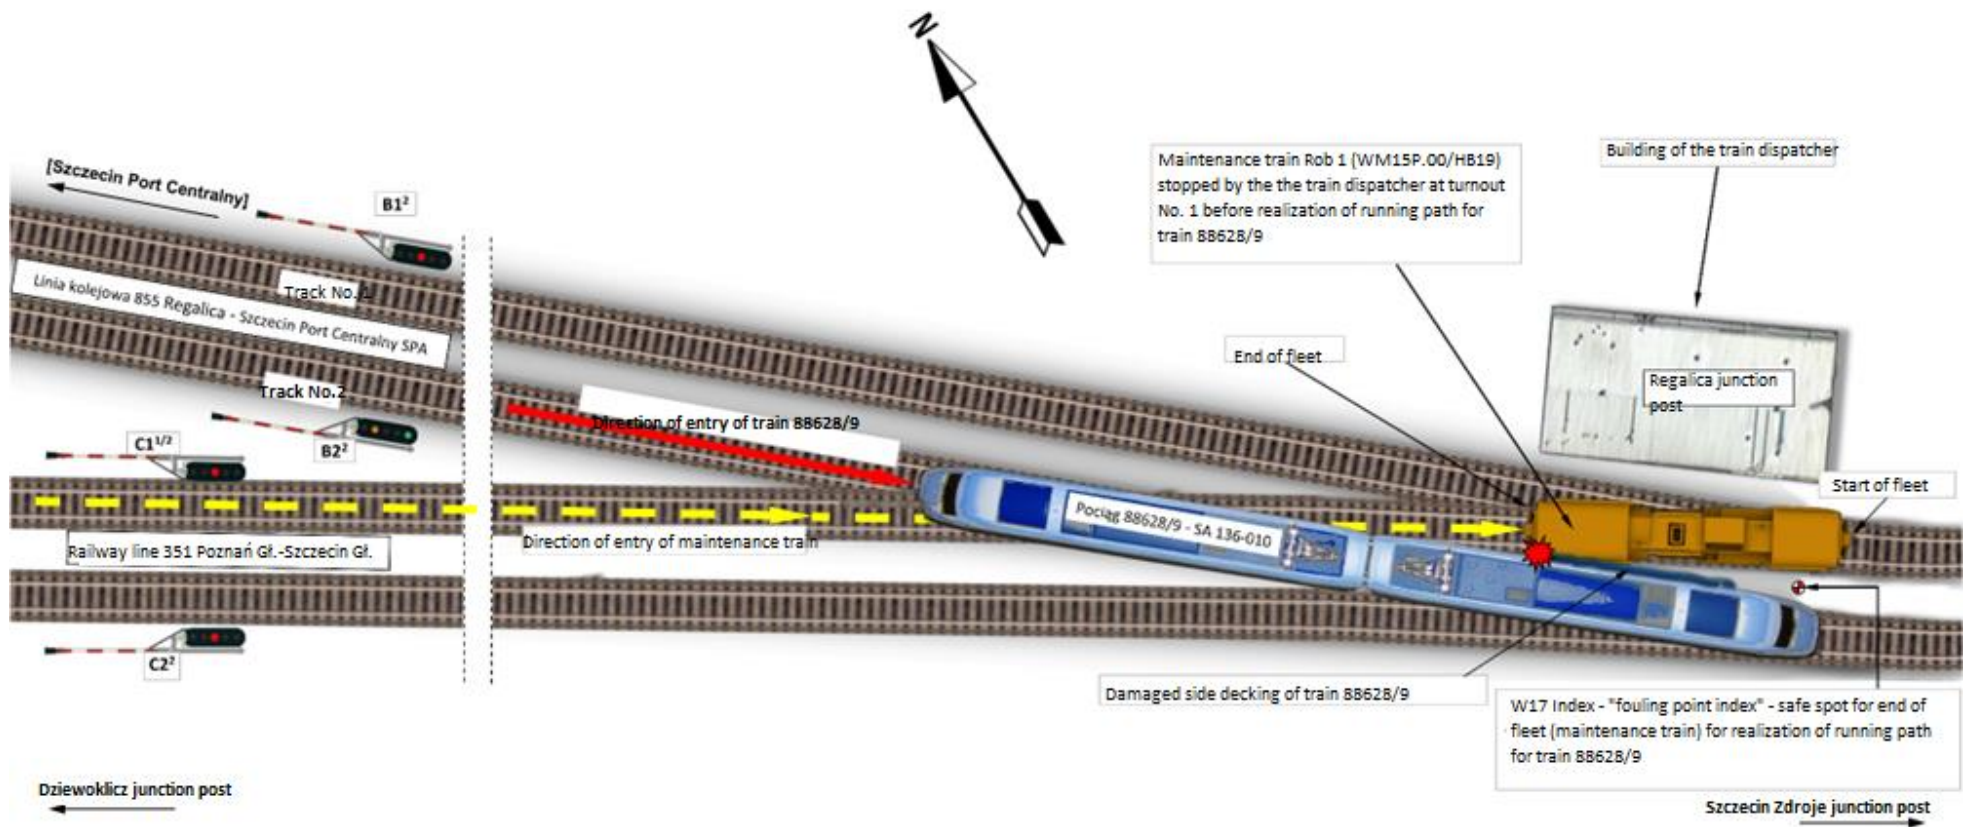 N
[Szczecin Port Centralny]
B1²
Maintenance train Rob 1 (WM15P.00/HB19)
stopped by the the train dispatcher at turnout
No. 1 before realization of running path for
train 88628/9
Building of the train dispatcher
Track No. 1
Linia kolejowa 855 Regalica - Szczecin Port Centralny SPA
End of fleet
Regalica junction
post
Track No.2
Direction of entry of train 88628/9
C1¹/²
B2²
Start of fleet
Pociąg 88628/9 - SA 136-010
Railway line 351 Poznań Gł.-Szczecin Gł.
Direction of entry of maintenance train
C2²
Damaged side decking of train 88628/9
W17 Index - "fouling point index" - safe spot for end of
fleet (maintenance train) for realization of running path
for train 88628/9
Dziewoklicz junction post
Szczecin Zdroje junction post